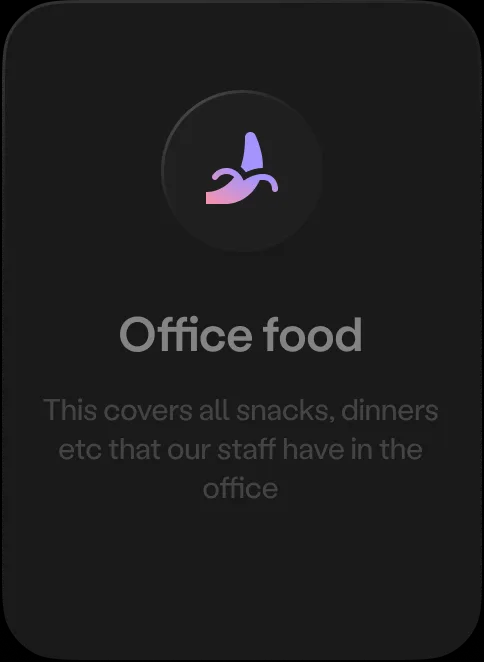 Office food
This covers all snacks, dinners
etc that our staff have in the
office